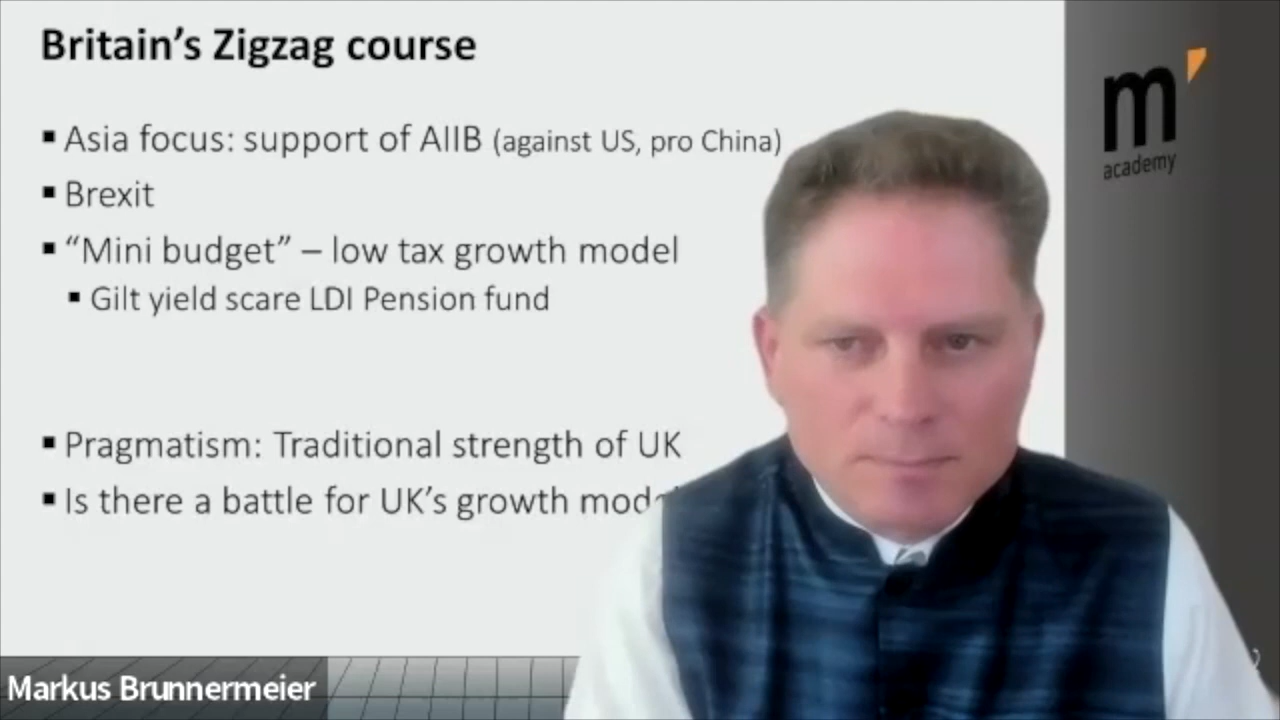 Britain’s Zigzag course
▪ Asia focus: support of AIIB (against US, pro China)
▪ Brexit
▪ “Mini budget” – low tax growth model
▪ Gilt yield scare LDI Pension fund
▪ Pragmatism: Traditional strength of UK
▪ Is there a battle for UK’s growth
m
academy
Markus Brunnermeier